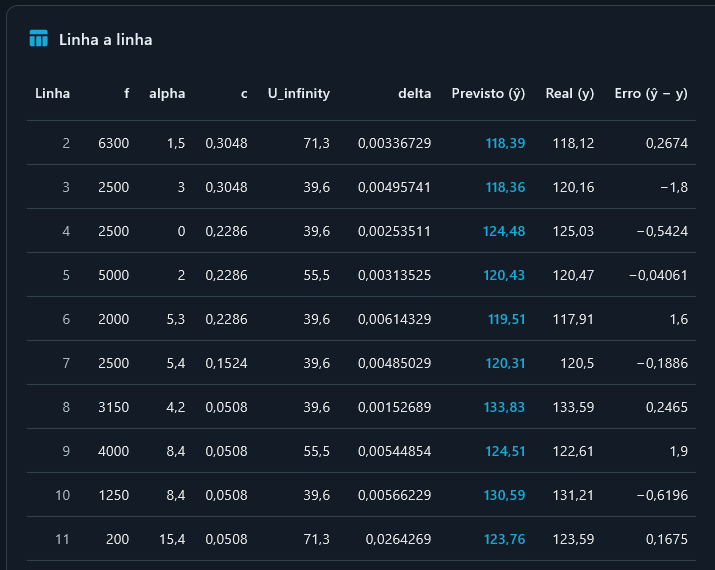 Linha a linha
Linha f alpha c U_infinity delta Previsto (ŷ) Real (y) Erro (ŷ − y)
2 6300 1,5 0,3048 71,3 0,00336729 118,39 118,12 0,2674
3 2500 3 0,3048 39,6 0,00495741 118,36 120,16 −1,8
4 2500 0 0,2286 39,6 0,00253511 124,48 125,03 −0,5424
5 5000 2 0,2286 55,5 0,00313525 120,43 120,47 −0,04061
6 2000 5,3 0,2286 39,6 0,00614329 119,51 117,91 1,6
7 2500 5,4 0,1524 39,6 0,00485029 120,31 120,5 −0,1886
8 3150 4,2 0,0508 39,6 0,00152689 133,83 133,59 0,2465
9 4000 8,4 0,0508 55,5 0,00544854 124,51 122,61 1,9
10 1250 8,4 0,0508 39,6 0,00566229 130,59 131,21 −0,6196
11 200 15,4 0,0508 71,3 0,0264269 123,76 123,59 0,1675